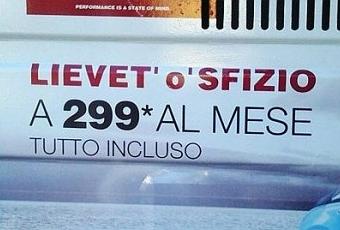 PERFORMANCE IS A STATE OF MIND.
LIEVET' o' SFIZIO
A 299* AL MESE
TUTTO INCLUSO